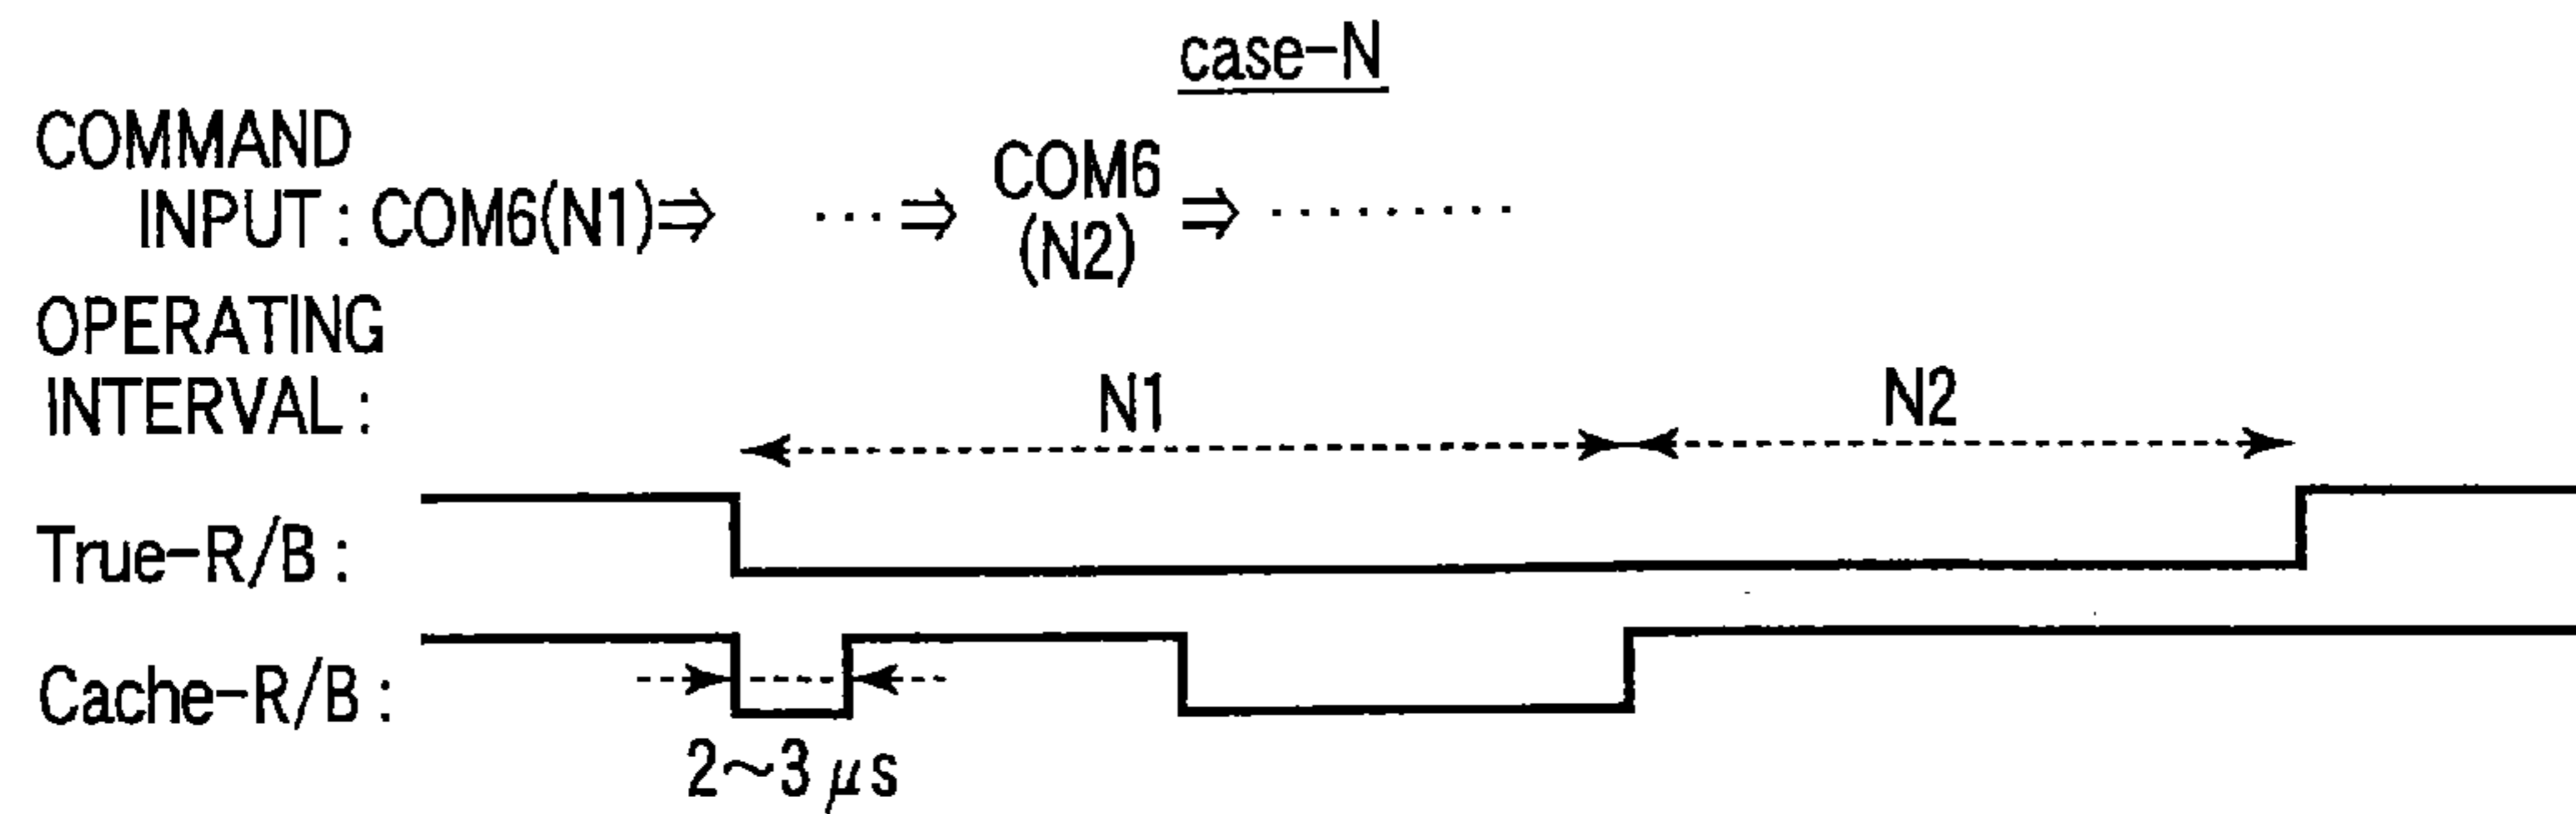 case-N
COMMAND
INPUT : COM6(N1)⇒ ...⇒ COM6 ⇒ .........
(N2)
OPERATING
INTERVAL :
N1
N2
True-R/B :
Cache-R/B :
2~3 μs